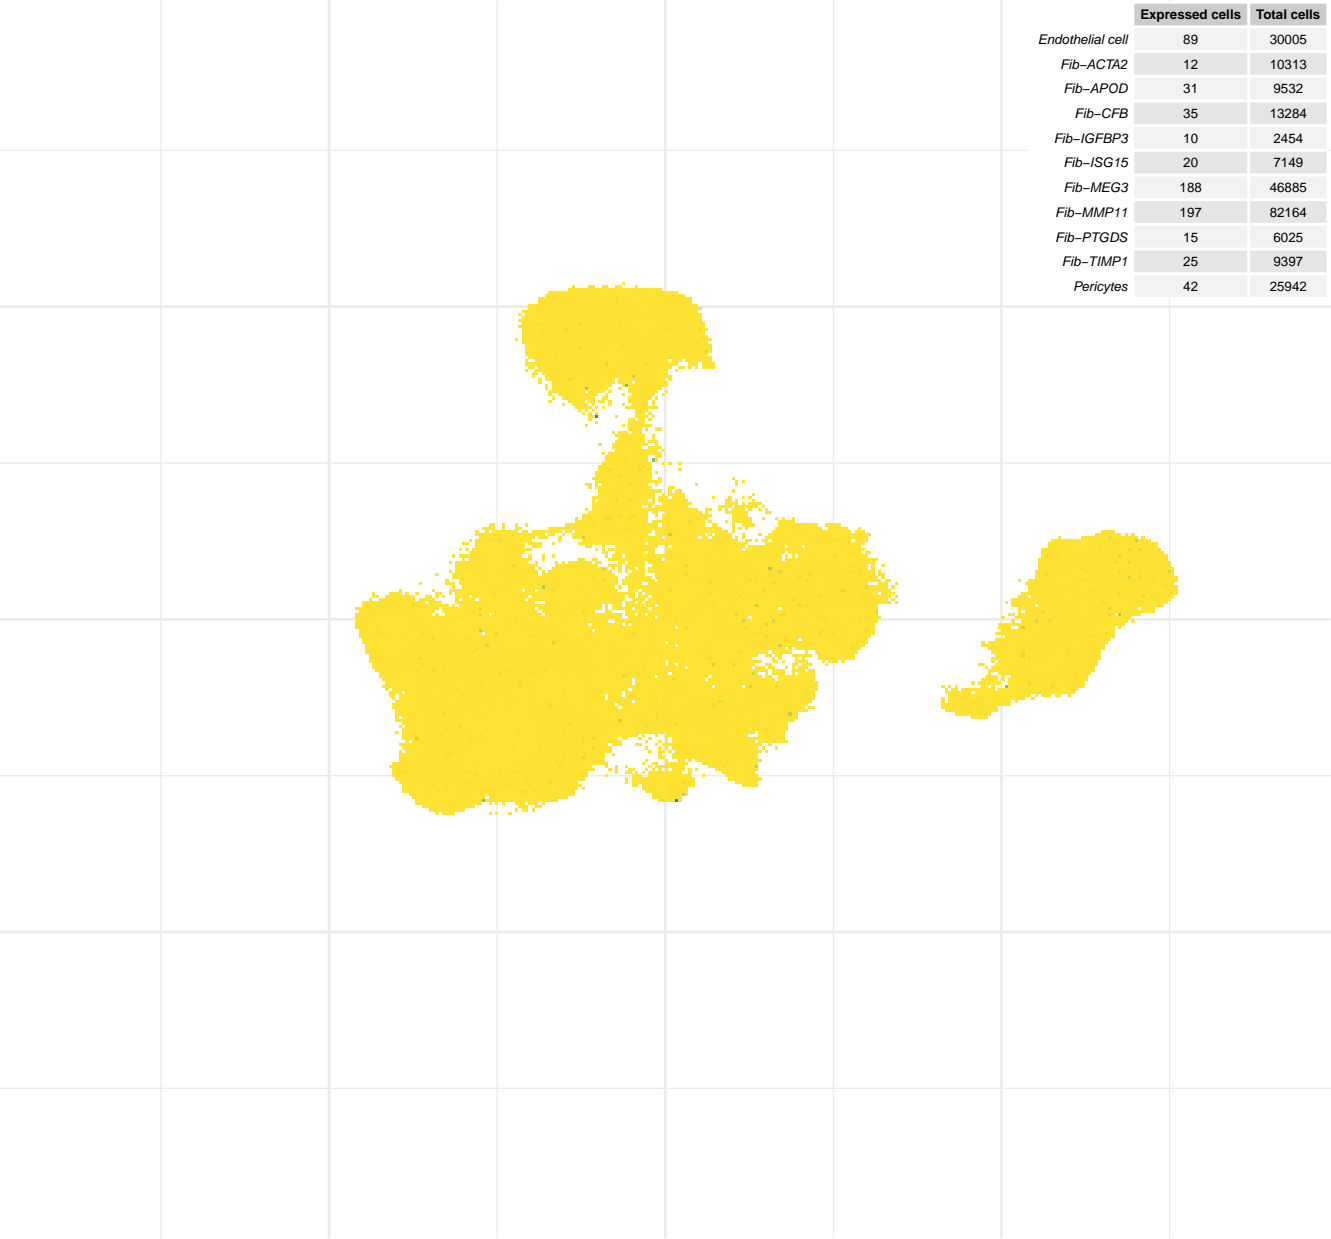 Expressed cells Total cells
Endothelial cell 89 30005
Fib−ACTA2 12 10313
Fib−APOD 31 9532
Fib−CFB 35 13284
Fib−IGFBP3 10 2454
Fib−ISG15 20 7149
Fib−MEG3 188 46885
Fib−MMP11 197 82164
Fib−PTGDS 15 6025
Fib−TIMP1 25 9397
Pericytes 42 25942